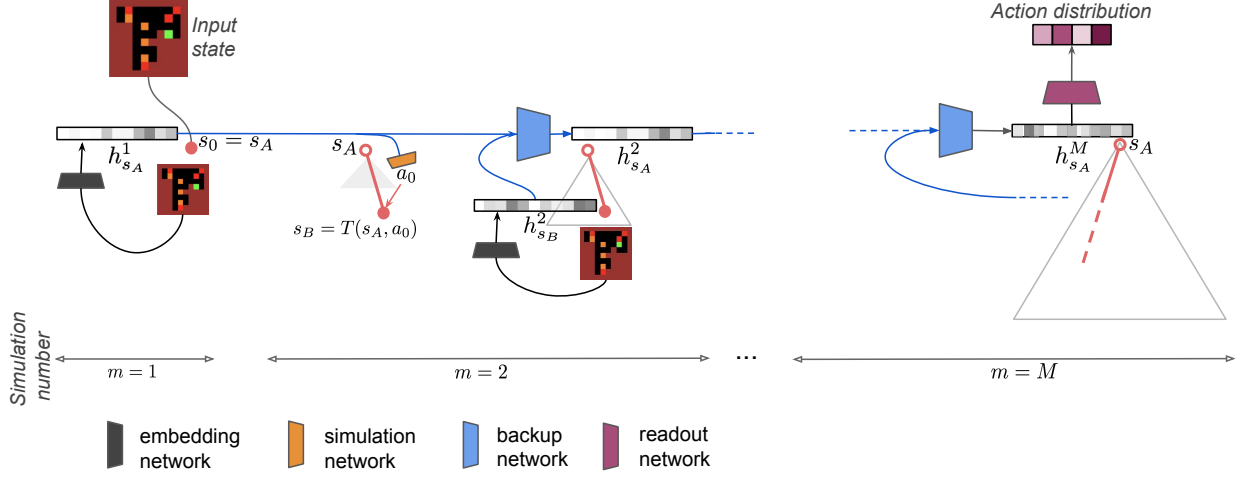 Input
state
Action distribution
$h^1_{s_A}$
$s_0 = s_A$
$s_A$
$a_0$
$s_B = T(s_A, a_0)$
$h^2_{s_A}$
$h^2_{s_B}$
$h^M_{s_A}$
$s_A$
Simulation
number
$m = 1$
$m = 2$
...
$m = M$
embedding
network
simulation
network
backup
network
readout
network